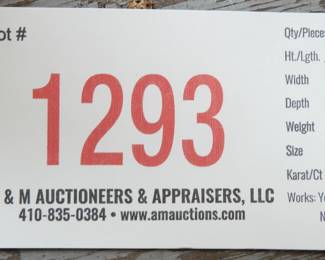 ot #
1293
& M AUCTIONEERS & APPRAISERS, LLC
410-835-0384 • www.amauctions.com
Qty/Pieces
Ht./Lgth.
Width
Depth
Weight
Size
Karat/Ct
Works: Y
N